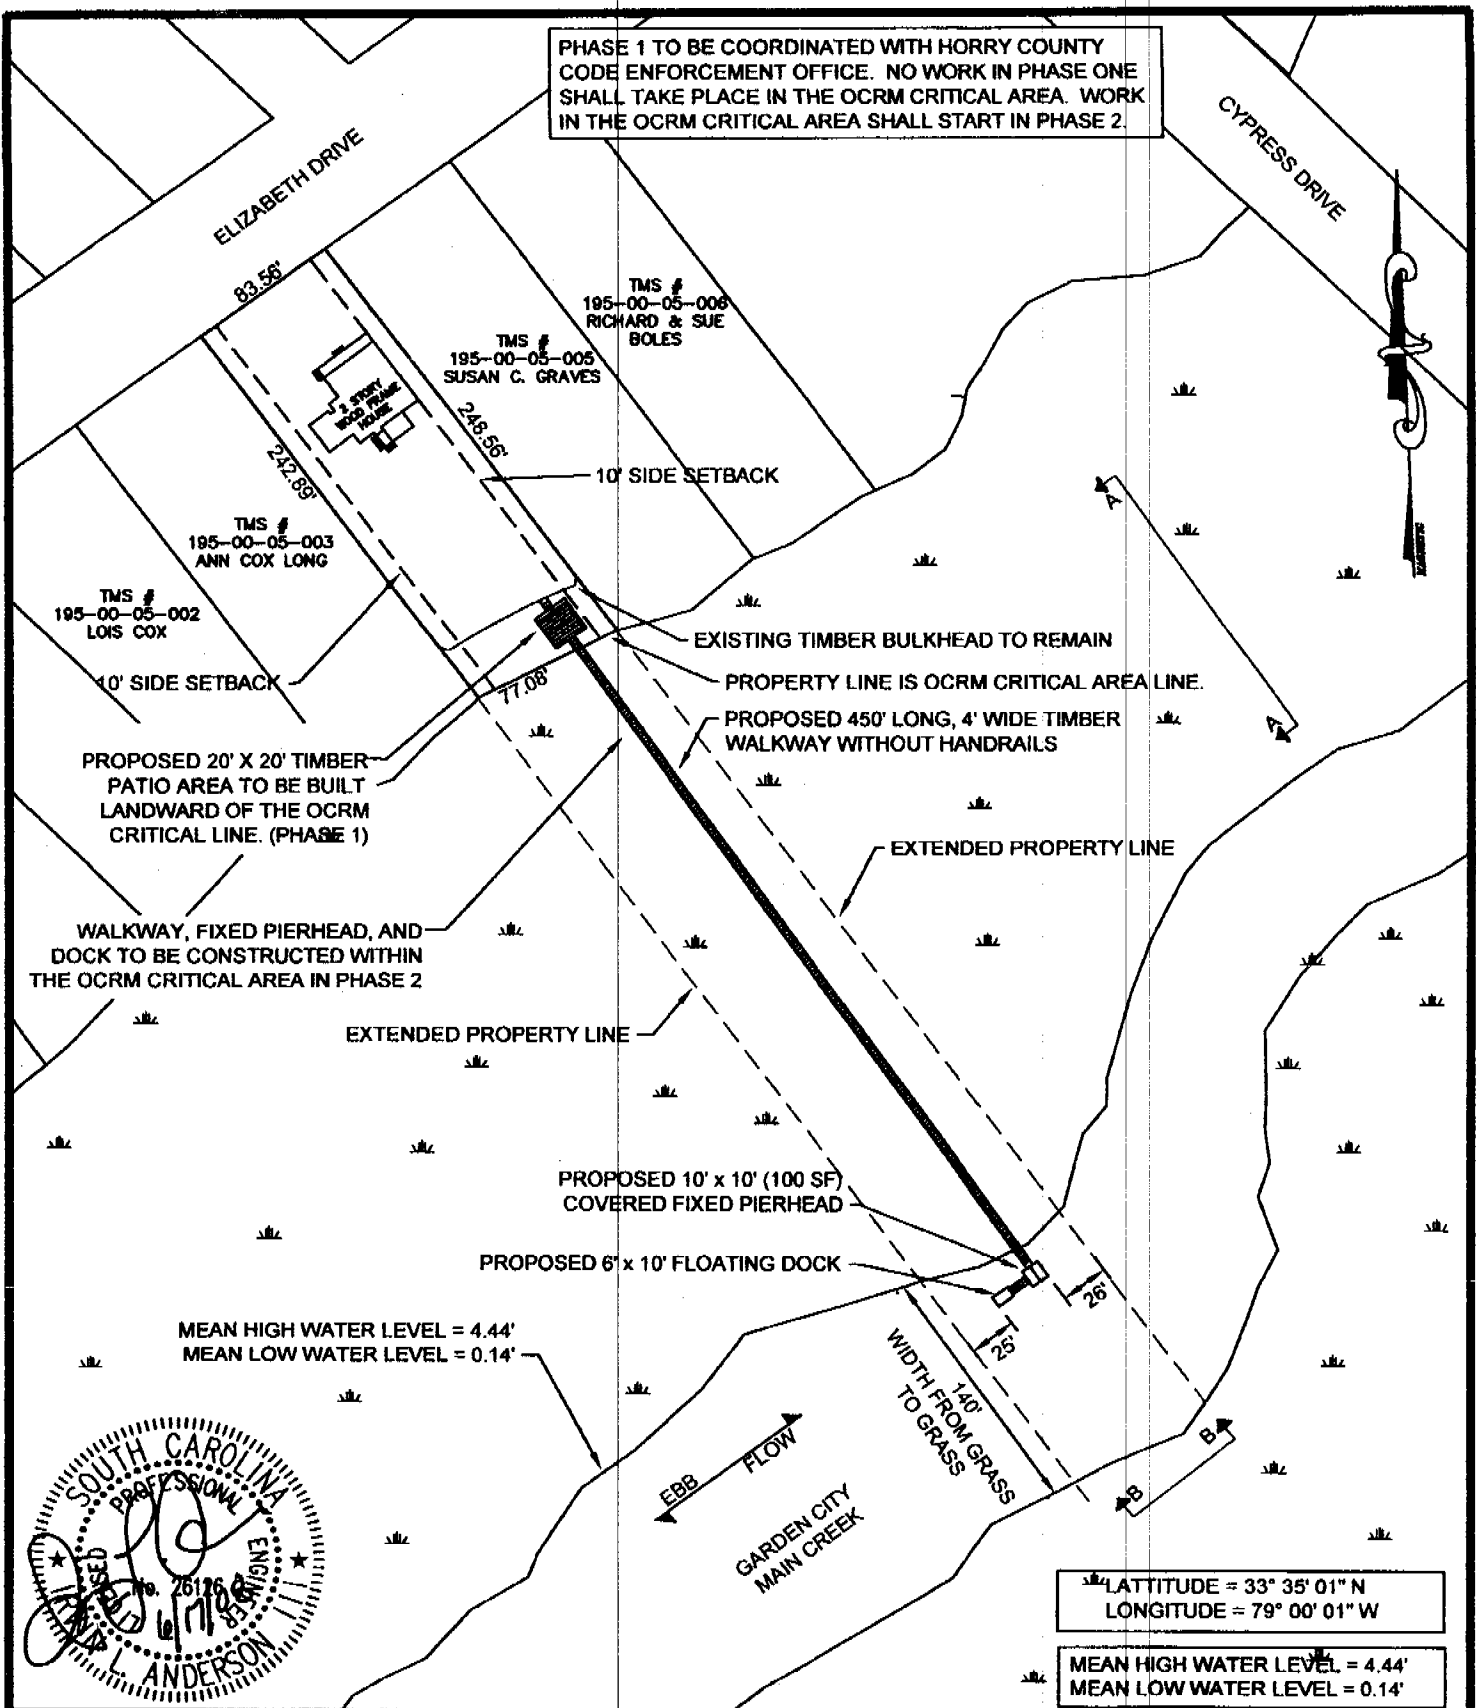 PHASE 1 TO BE COORDINATED WITH HORRY COUNTY
CODE ENFORCEMENT OFFICE. NO WORK IN PHASE ONE
SHALL TAKE PLACE IN THE OCRM CRITICAL AREA. WORK
IN THE OCRM CRITICAL AREA SHALL START IN PHASE 2.
CYPRESS DRIVE
ELIZABETH DRIVE
83.56'
TMS #
195-00-05-006
RICHARD & SUE
BOLES
TMS #
195-00-05-005
SUSAN C. GRAVES
2 STORY
WOOD FRAME
HOUSE
248.56'
242.89'
10' SIDE SETBACK
A'
TMS #
195-00-05-003
ANN COX LONG
MAGNETIC
TMS #
195-00-05-002
LOIS COX
EXISTING TIMBER BULKHEAD TO REMAIN
10' SIDE SETBACK
77.08'
PROPERTY LINE IS OCRM CRITICAL AREA LINE.
PROPOSED 450' LONG, 4' WIDE TIMBER
WALKWAY WITHOUT HANDRAILS
A
PROPOSED 20' X 20' TIMBER
PATIO AREA TO BE BUILT
LANDWARD OF THE OCRM
CRITICAL LINE. (PHASE 1)
EXTENDED PROPERTY LINE
WALKWAY, FIXED PIERHEAD, AND
DOCK TO BE CONSTRUCTED WITHIN
THE OCRM CRITICAL AREA IN PHASE 2
EXTENDED PROPERTY LINE
PROPOSED 10' x 10' (100 SF)
COVERED FIXED PIERHEAD
PROPOSED 6' x 10' FLOATING DOCK
26'
25'
MEAN HIGH WATER LEVEL = 4.44'
MEAN LOW WATER LEVEL = 0.14'
140'
WIDTH FROM GRASS
TO GRASS
B'
B
EBB
FLOW
GARDEN CITY
MAIN CREEK
SOUTH CAROLINA
PROFESSIONAL
ENGINEER
LICENSED
No. 26126
L. ANDERSON
LATTITUDE = 33° 35' 01" N
LONGITUDE = 79° 00' 01" W
MEAN HIGH WATER LEVEL = 4.44'
MEAN LOW WATER LEVEL = 0.14'